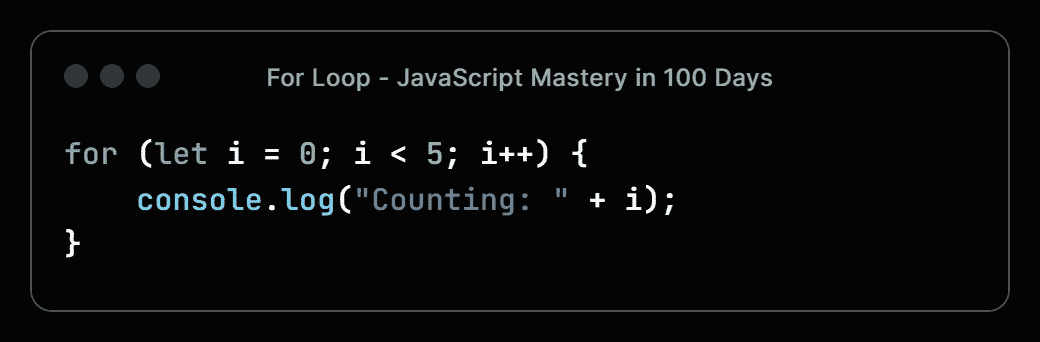 For Loop - JavaScript Mastery in 100 Days
for (let i = 0; i < 5; i++) {
    console.log("Counting: " + i);
}